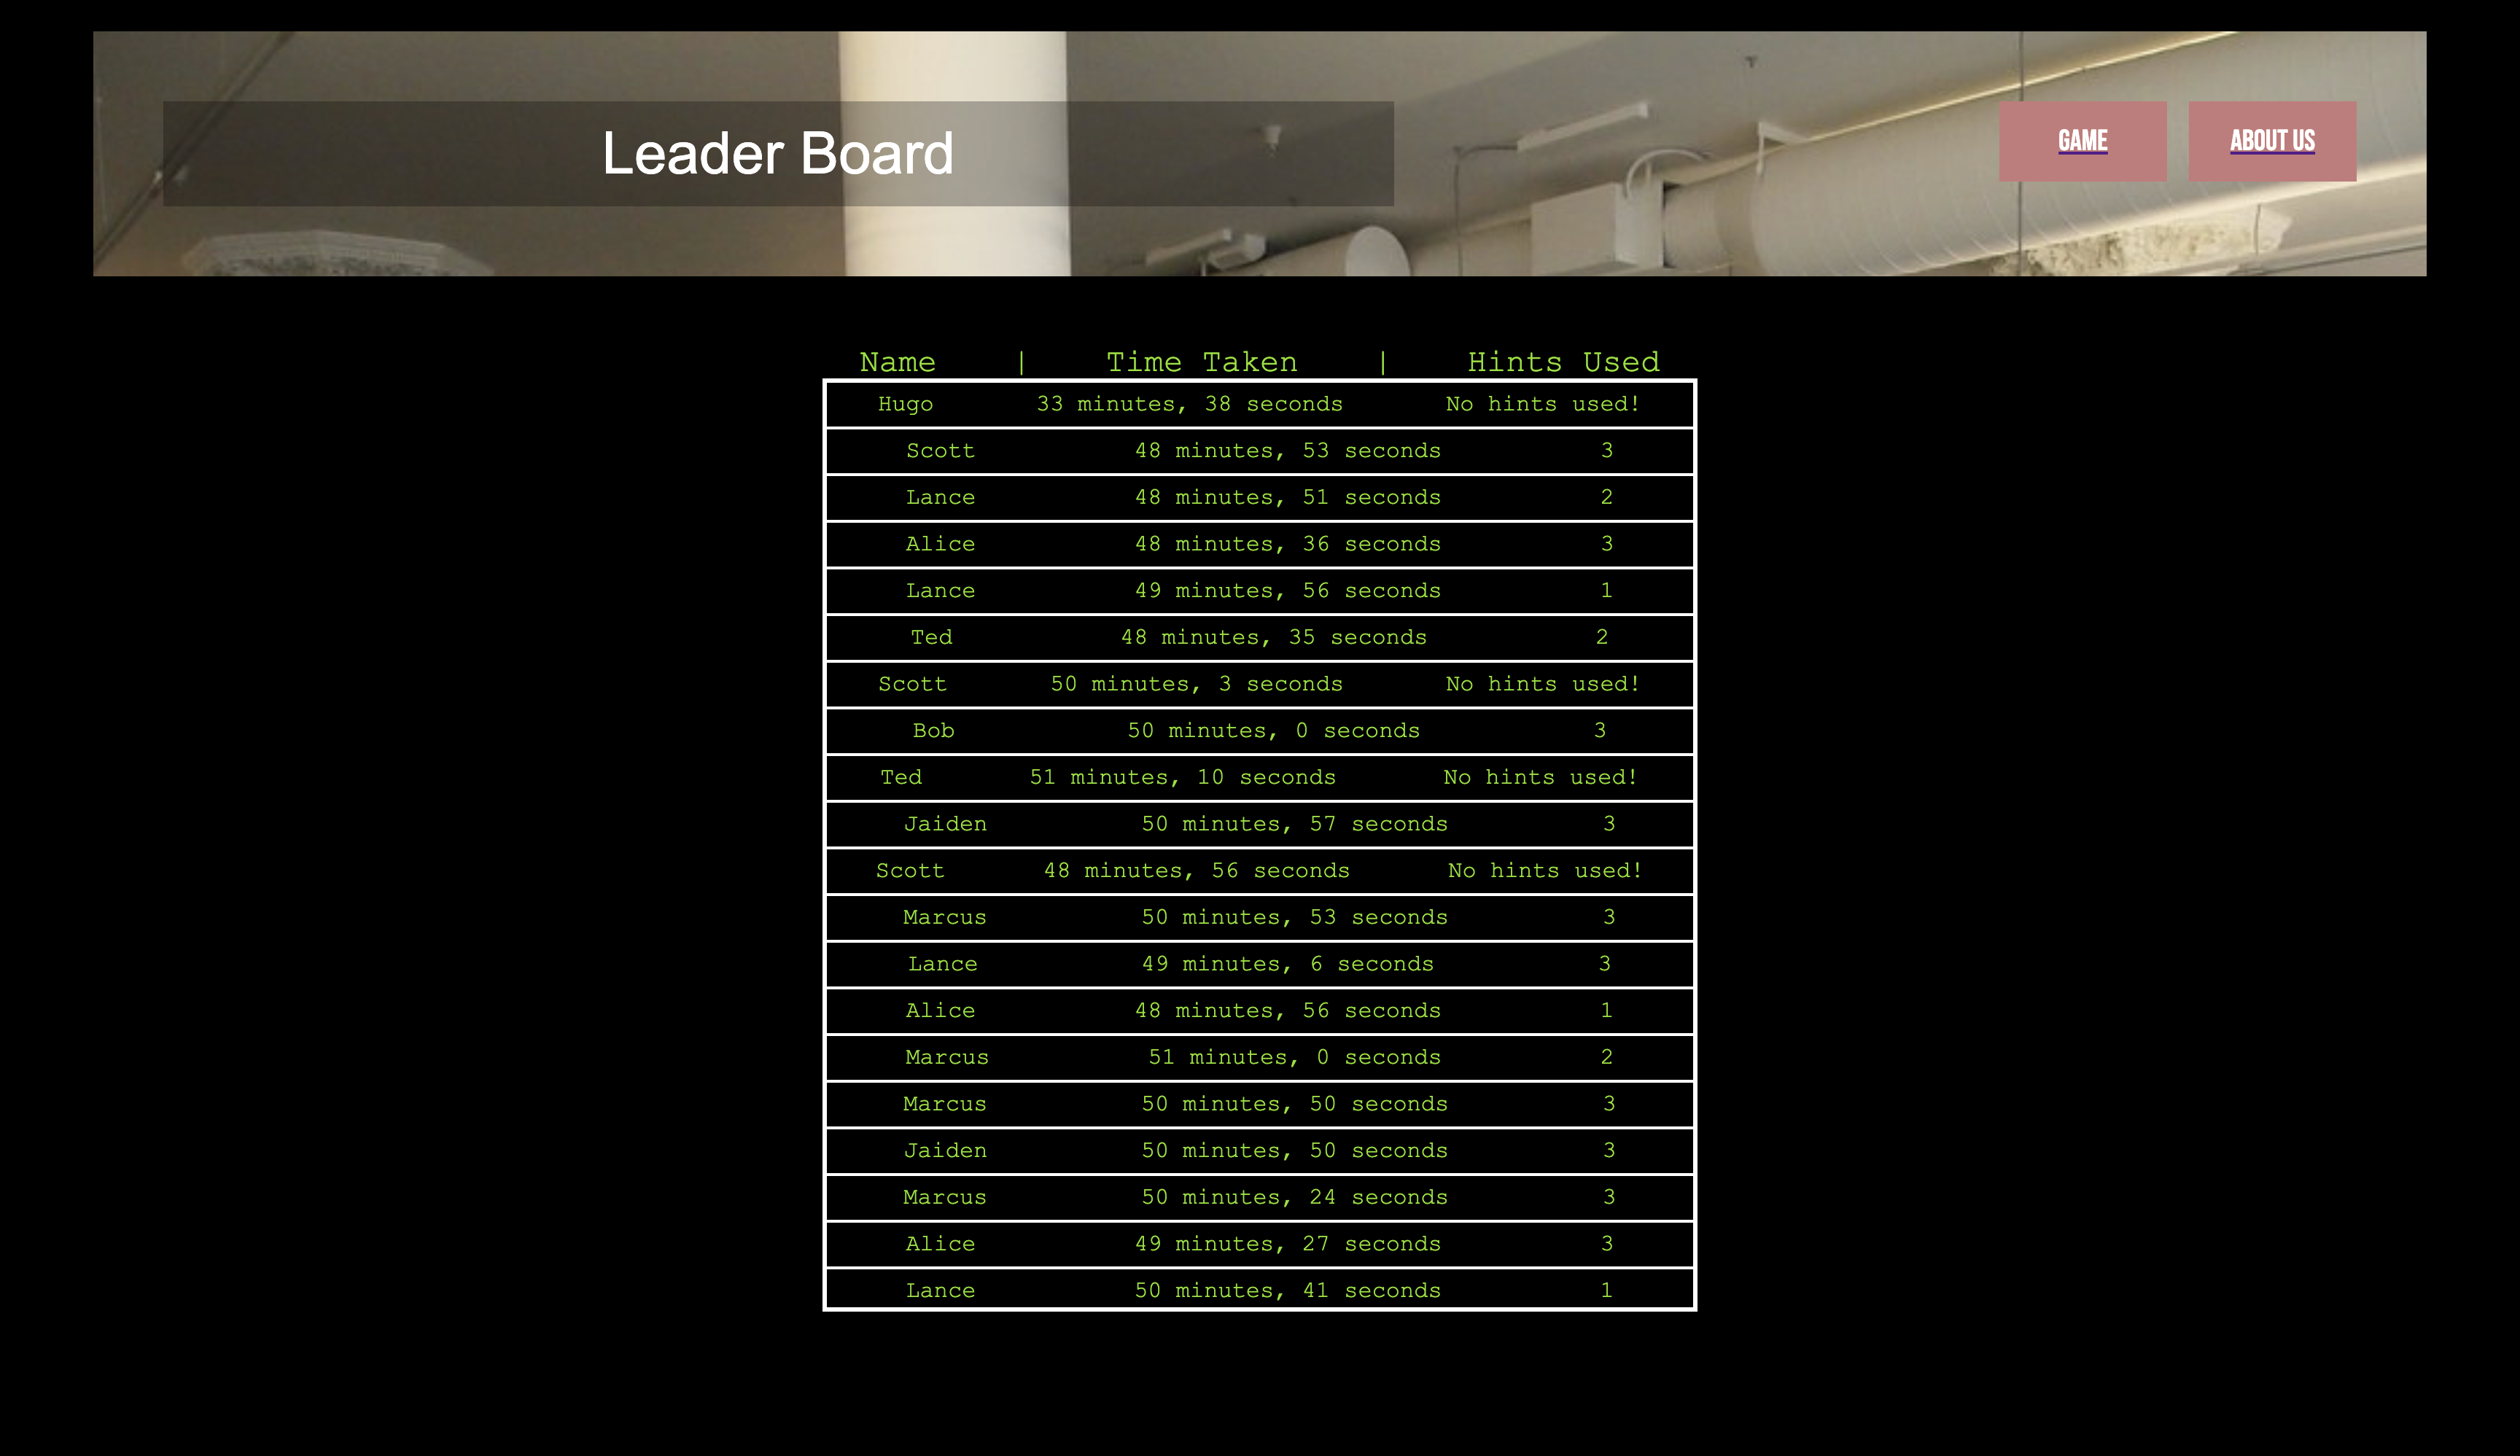 Leader Board
GAME
ABOUT US
Name | Time Taken | Hints Used
Hugo 33 minutes, 38 seconds No hints used!
Scott 48 minutes, 53 seconds 3
Lance 48 minutes, 51 seconds 2
Alice 48 minutes, 36 seconds 3
Lance 49 minutes, 56 seconds 1
Ted 48 minutes, 35 seconds 2
Scott 50 minutes, 3 seconds No hints used!
Bob 50 minutes, 0 seconds 3
Ted 51 minutes, 10 seconds No hints used!
Jaiden 50 minutes, 57 seconds 3
Scott 48 minutes, 56 seconds No hints used!
Marcus 50 minutes, 53 seconds 3
Lance 49 minutes, 6 seconds 3
Alice 48 minutes, 56 seconds 1
Marcus 51 minutes, 0 seconds 2
Marcus 50 minutes, 50 seconds 3
Jaiden 50 minutes, 50 seconds 3
Marcus 50 minutes, 24 seconds 3
Alice 49 minutes, 27 seconds 3
Lance 50 minutes, 41 seconds 1